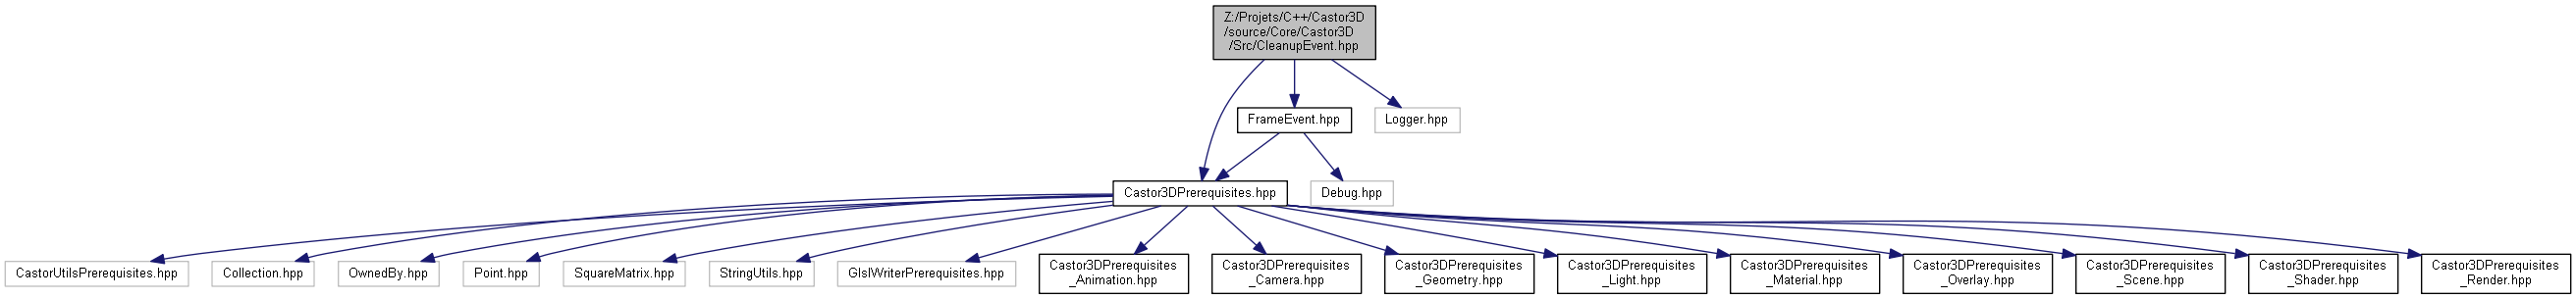 Z:/Projets/C++/Castor3D
/source/Core/Castor3D
/Src/CleanupEvent.hpp
FrameEvent.hpp
Logger.hpp
Castor3DPrerequisites.hpp
Debug.hpp
CastorUtilsPrerequisites.hpp
Collection.hpp
OwnedBy.hpp
Point.hpp
SquareMatrix.hpp
StringUtils.hpp
GlslWriterPrerequisites.hpp
Castor3DPrerequisites
_Animation.hpp
Castor3DPrerequisites
_Camera.hpp
Castor3DPrerequisites
_Geometry.hpp
Castor3DPrerequisites
_Light.hpp
Castor3DPrerequisites
_Material.hpp
Castor3DPrerequisites
_Overlay.hpp
Castor3DPrerequisites
_Scene.hpp
Castor3DPrerequisites
_Shader.hpp
Castor3DPrerequisites
_Render.hpp